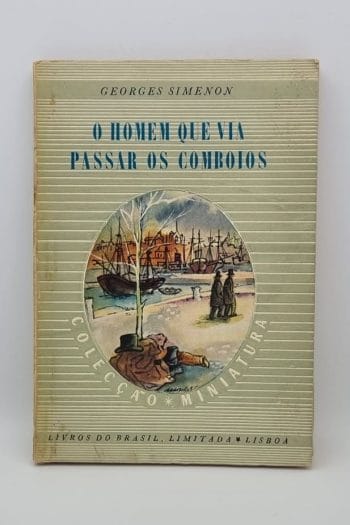 GEORGES SIMENON
O HOMEM QUE VIA
PASSAR OS COMBOIOS
COLECÇÃO * MINIATURA
LIVROS DO BRASIL, LIMITADA * LISBOA